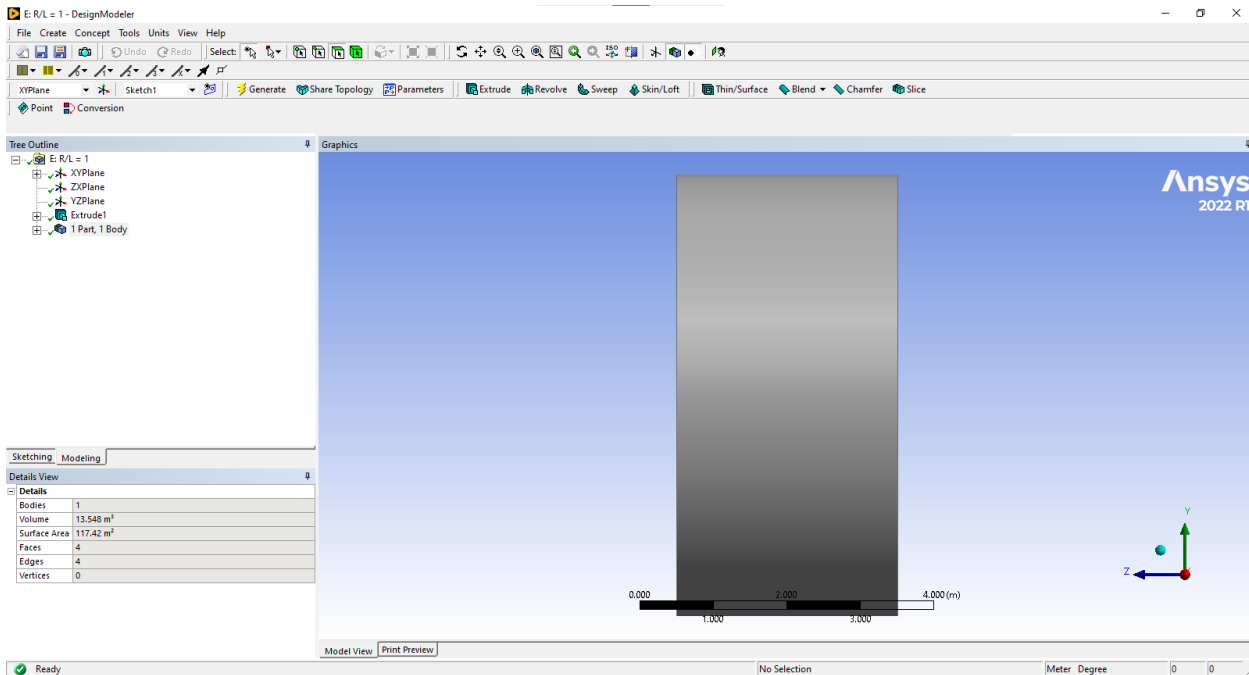 E: R/L = 1 - DesignModeler
File Create Concept Tools Units View Help
Undo Redo Select: ISO
XYPlane Sketch1 Generate Share Topology Parameters Extrude Revolve Sweep Skin/Loft Thin/Surface Blend Chamfer Slice
Point Conversion
Tree Outline
E: R/L = 1
XYPlane
ZXPlane
YZPlane
Extrude1
1 Part, 1 Body
Sketching Modeling
Details View
Details
Bodies 1
Volume 13.548 m³
Surface Area 117.42 m²
Faces 4
Edges 4
Vertices 0
Graphics
Ansys
2022 R1
Y
Z
0.000 2.000 4.000 (m)
1.000 3.000
Model View Print Preview
Ready No Selection Meter Degree 0 0